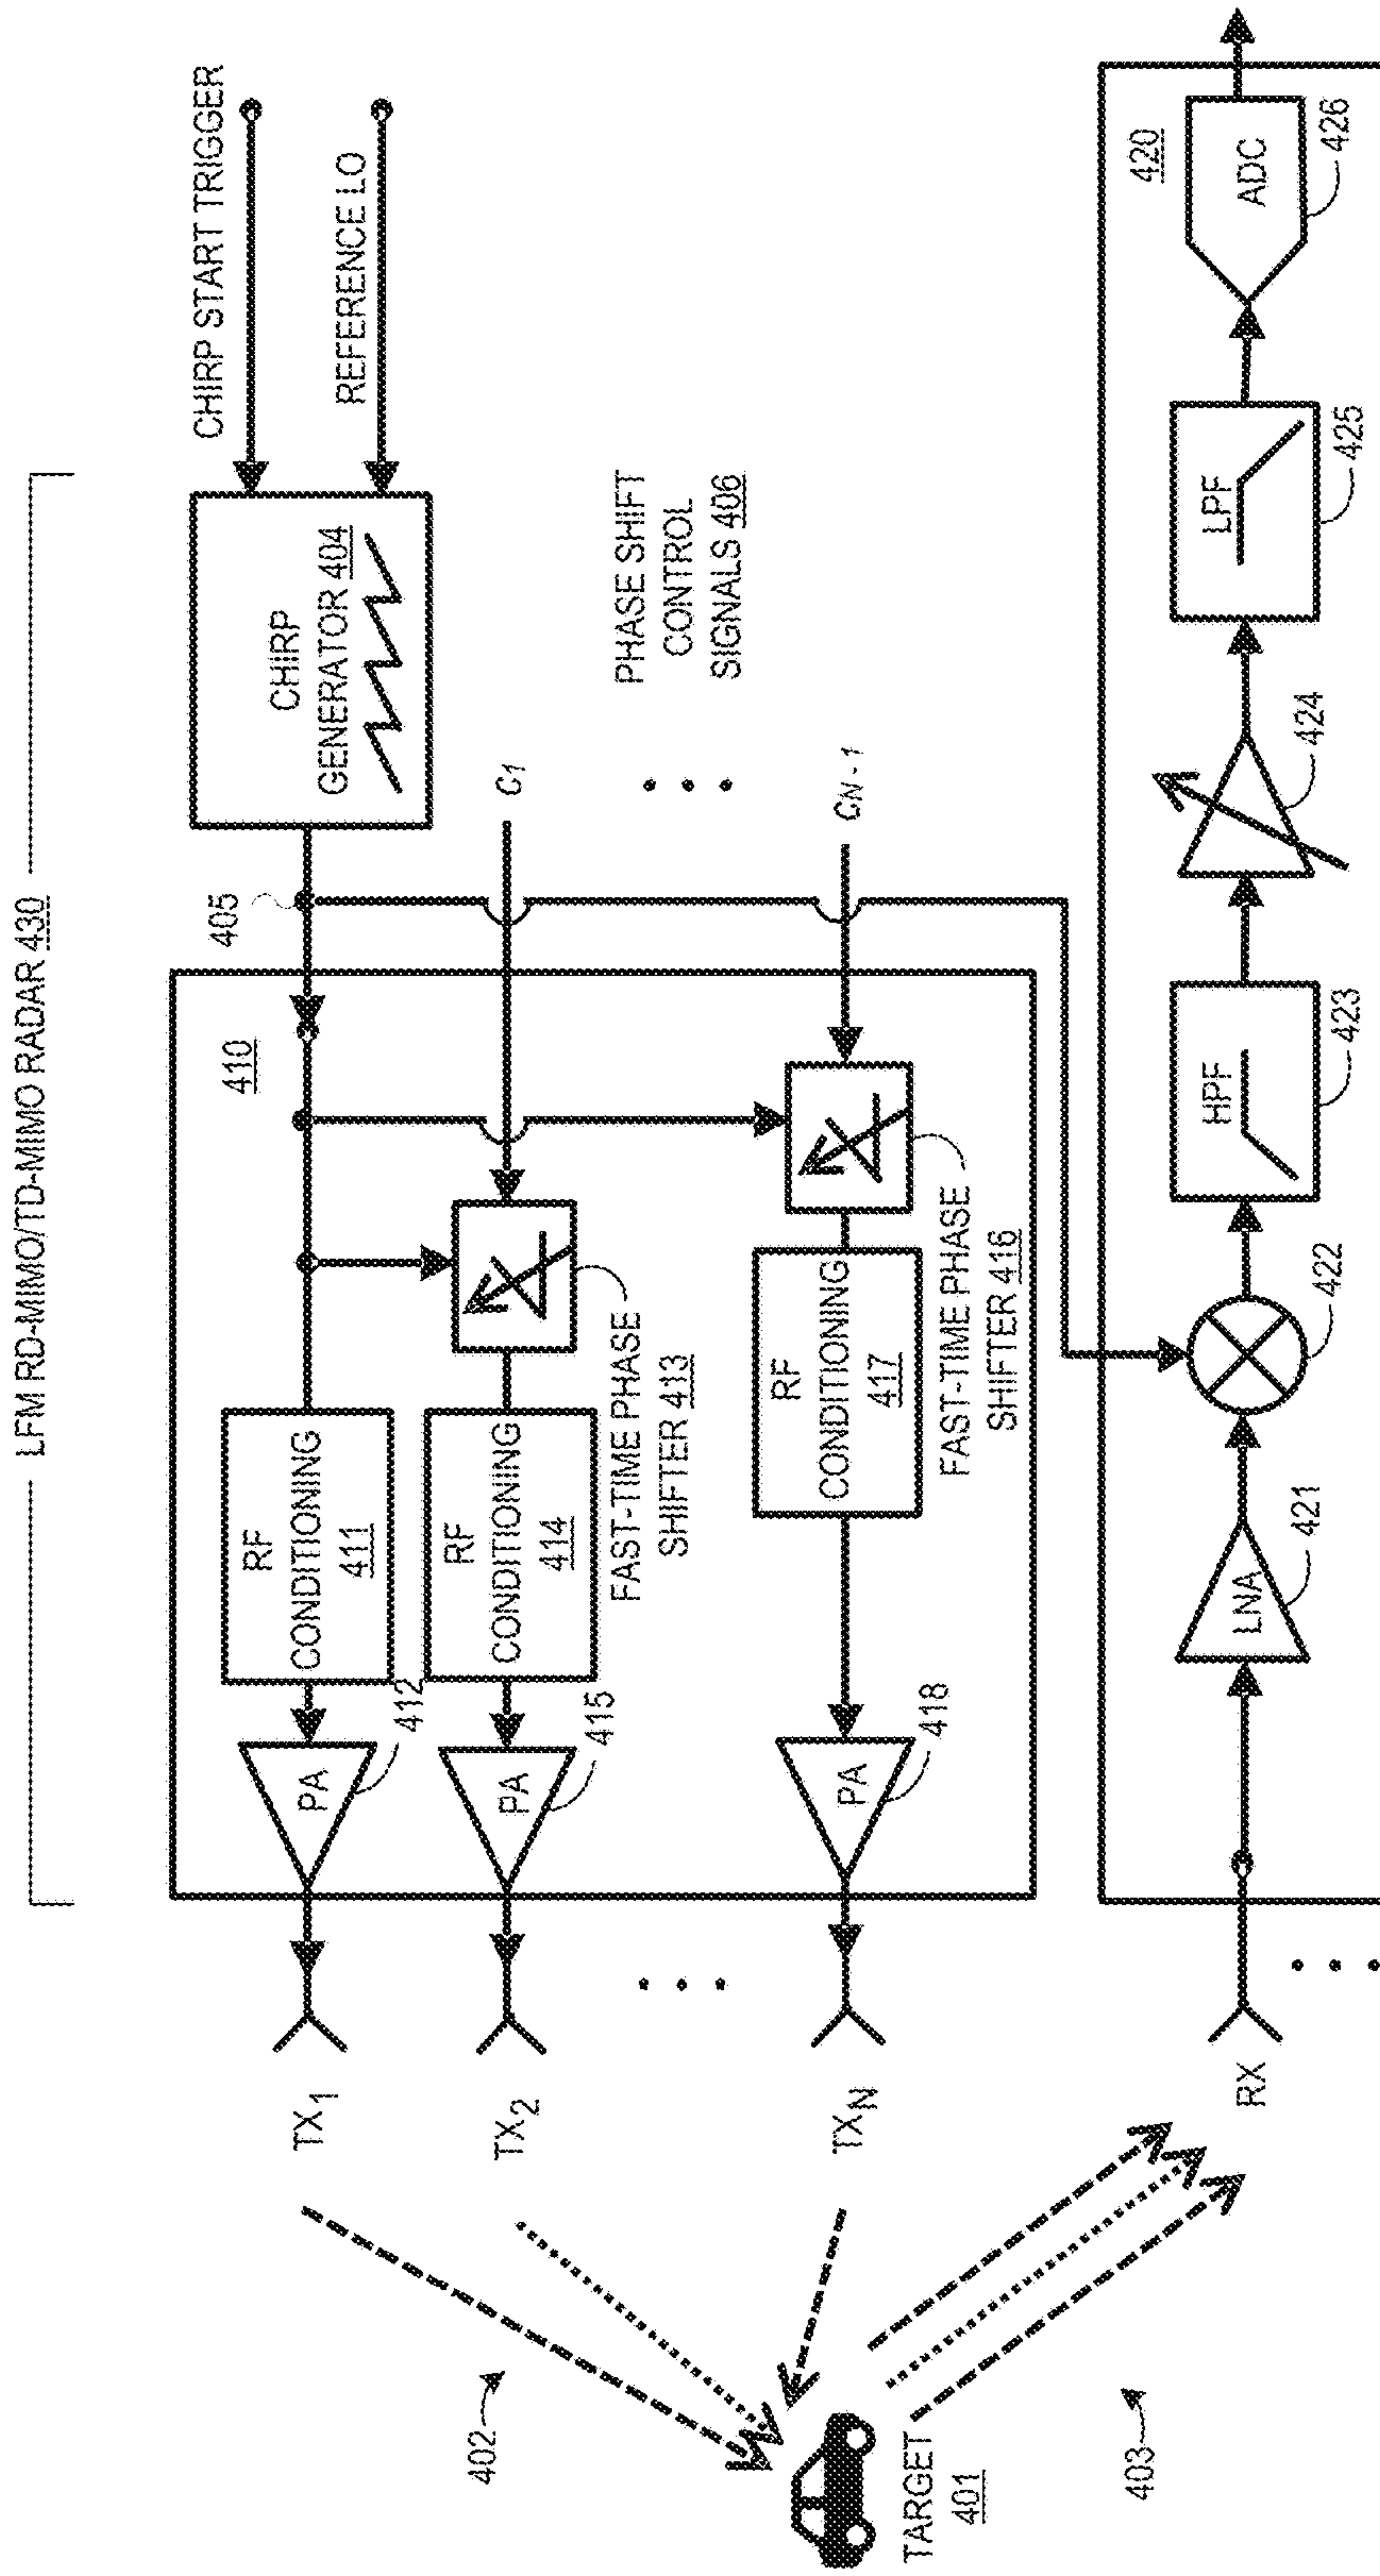 LFM RD-MIMO/TD-MIMO RADAR 430
CHIRP START TRIGGER
REFERENCE LO
CHIRP
GENERATOR 404
405
C1
• • •
CN-1
PHASE SHIFT
CONTROL
SIGNALS 406
410
RF
CONDITIONING
411
PA
412
TX1
FAST-TIME PHASE
SHIFTER 413
RF
CONDITIONING
414
PA
415
TX2
• • •
FAST-TIME PHASE
SHIFTER 416
RF
CONDITIONING
417
PA
418
TXN
402
TARGET
401
403
RX
• • •
LNA
421
422
HPF
423
424
LPF
425
ADC
426
420